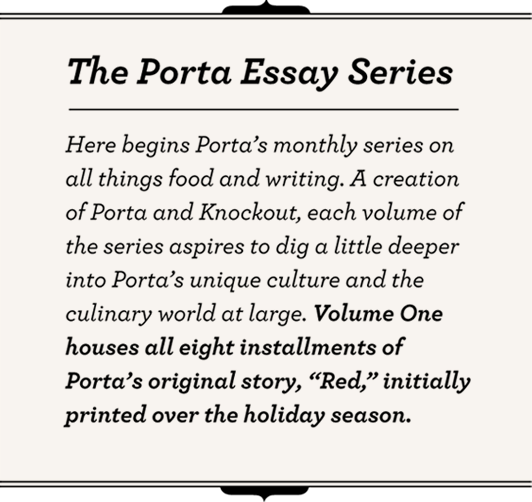 The Porta Essay Series
Here begins Porta’s monthly series on
all things food and writing. A creation
of Porta and Knockout, each volume of
the series aspires to dig a little deeper
into Porta’s unique culture and the
culinary world at large. Volume One
houses all eight installments of
Porta’s original story, “Red,” initially
printed over the holiday season.